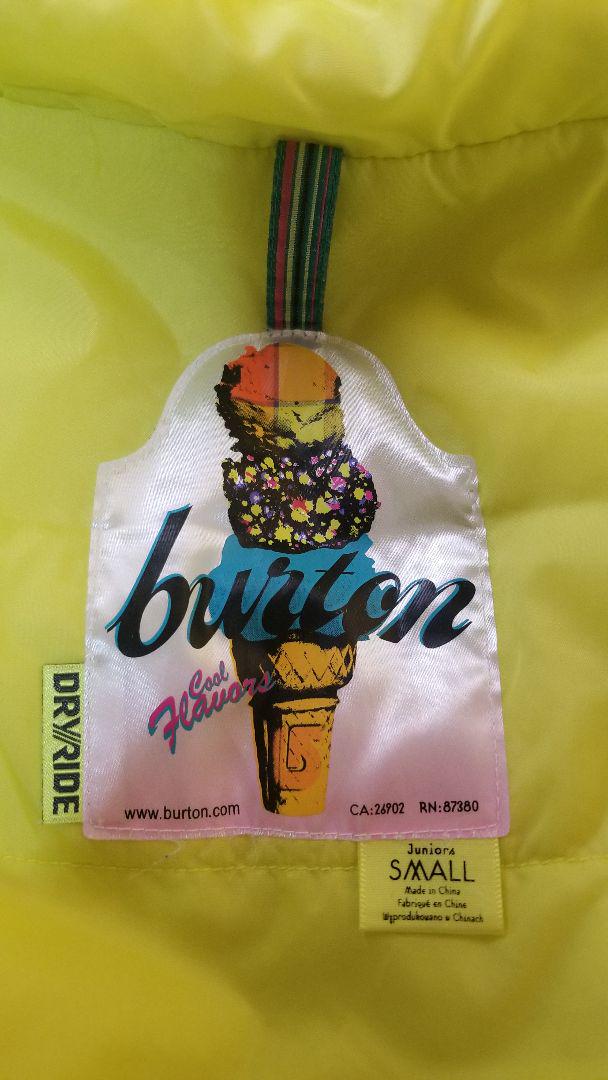 burton
Cool
Flavors
DRY//RIDE
www.burton.com CA:26902 RN:87380
Juniors
SMALL
Made in China
Fabriqué en Chine
Wyprodukowano w Chinach